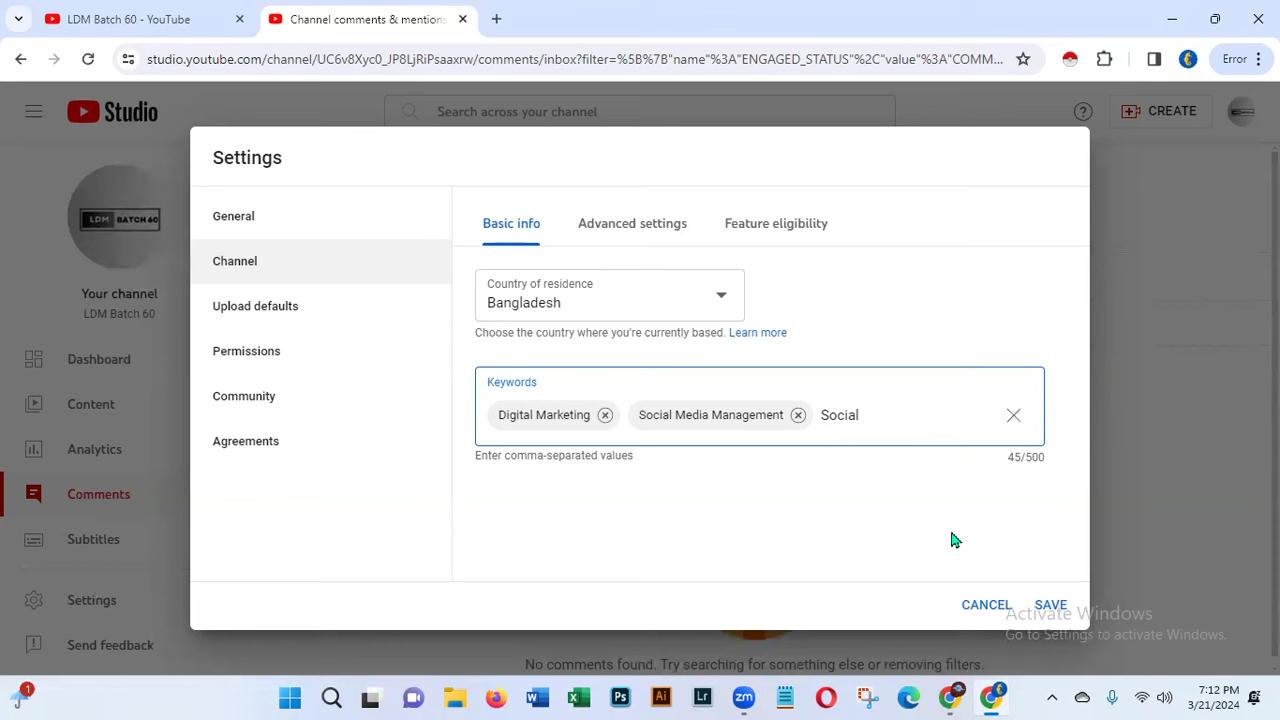 LDM Batch 60 - YouTube
Channel comments & mentions
studio.youtube.com/channel/UC6v8Xyc0_JP8LjRiPsaarw/comments/inbox?filter=%5B%7B"name"%3A"ENGAGED_STATUS"%2C"value"%3A"COMM...
Error
Studio
Search across your channel
CREATE
Settings
LDM BATCH 60
Your channel
LDM Batch 60
Dashboard
Content
Analytics
Comments
Subtitles
Settings
Send feedback
General
Channel
Upload defaults
Permissions
Community
Agreements
Basic info Advanced settings Feature eligibility
Country of residence
Bangladesh
Choose the country where you're currently based. Learn more
Keywords
Digital Marketing Social Media Management Social
Enter comma-separated values 45/500
CANCEL SAVE
Activate Windows
Go to Settings to activate Windows.
No comments found. Try searching for something else or removing filters.
1
7:12 PM
3/21/2024